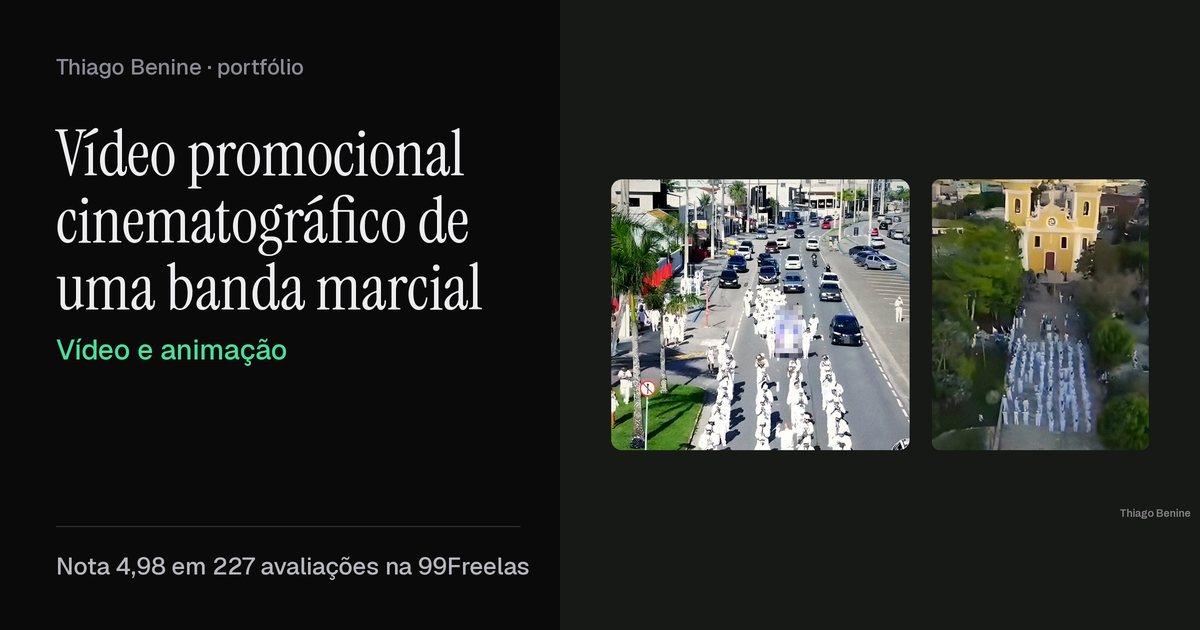 Thiago Benine · portfólio
Vídeo promocional
cinematográfico de
uma banda marcial
Vídeo e animação
Nota 4,98 em 227 avaliações na 99Freelas
Thiago Benine